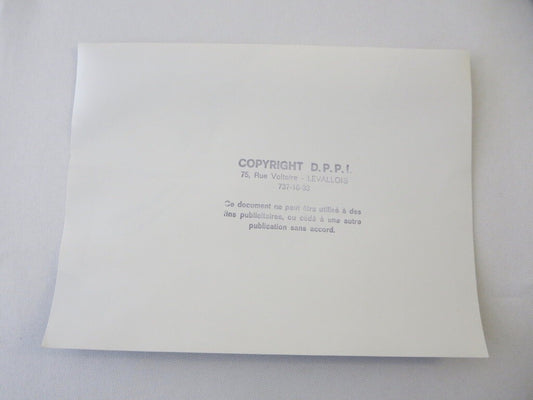 COPYRIGHT D.P.P.I.
75, Rue Voltaire - LEVALLOIS
737-16-33
Ce document ne peut être utilisé à des
fins publicitaires, ou cédé à une autre
publication sans accord.